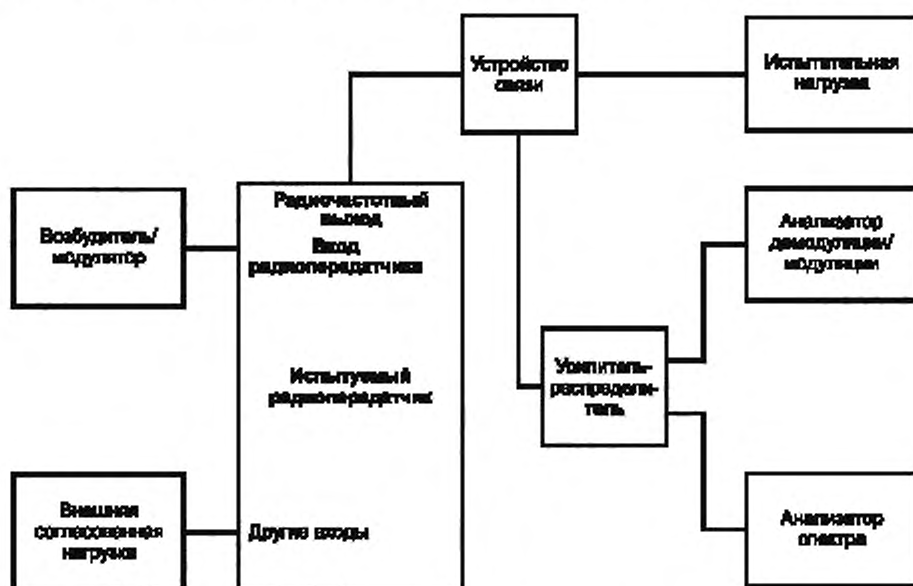 Устройство
связи
Испытательная
нагрузка
Радиочастотный
выход
Возбудитель/
модулятор
Вход
радиопередатчика
Анализатор
демодуляции/
модуляции
Испытуемый
радиопередатчик
Усилитель-
распредели-
тель
Внешная
согласованная
нагрузка
Другие входы
Анализатор
спектра